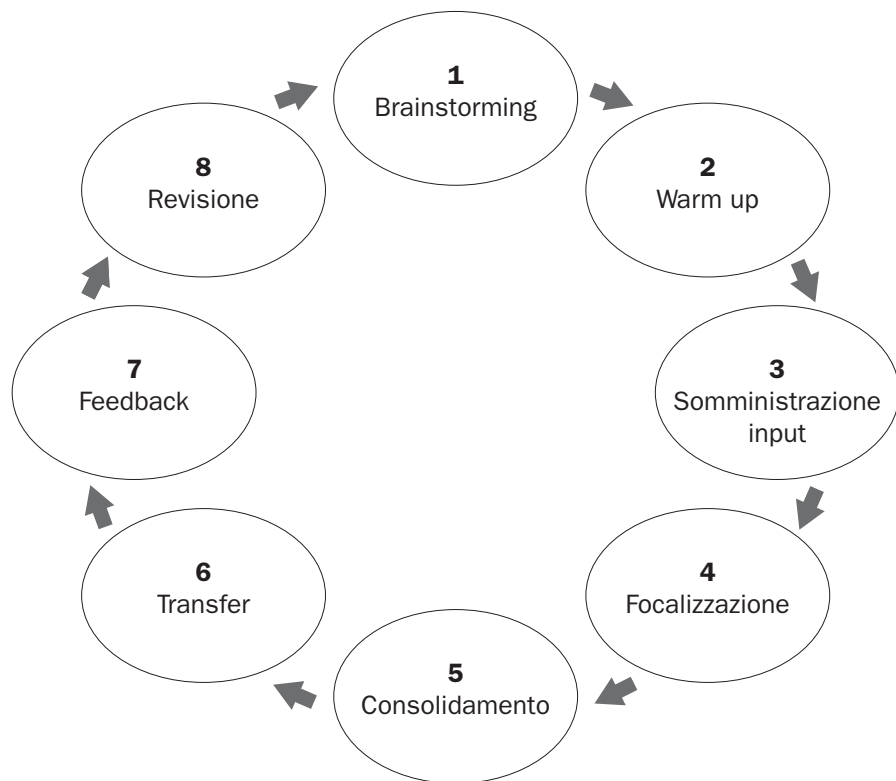 1
Brainstorming
2
Warm up
3
Somministrazione
input
4
Focalizzazione
5
Consolidamento
6
Transfer
7
Feedback
8
Revisione